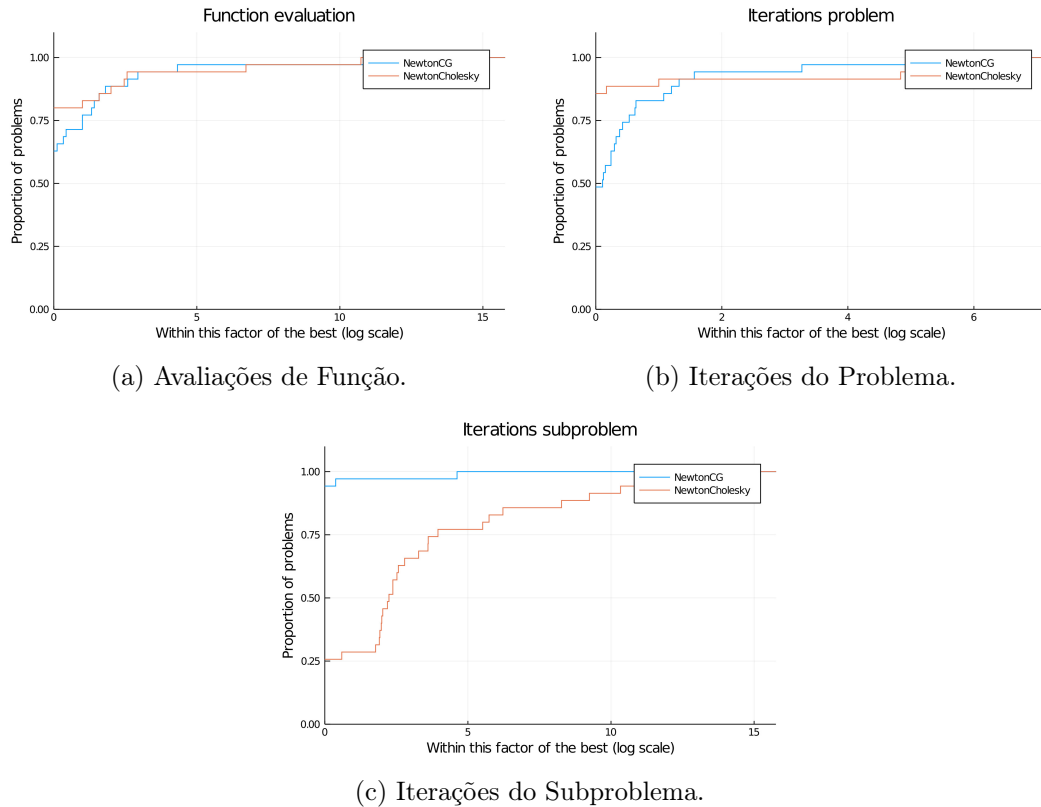 Function evaluation
1.00
0.75
0.50
0.25
0.00
Proportion of problems
NewtonCG
NewtonCholesky
0 5 10 15
Within this factor of the best (log scale)
(a) Avaliações de Função.
Iterations problem
1.00
0.75
0.50
0.25
0.00
Proportion of problems
NewtonCG
NewtonCholesky
0 2 4 6
Within this factor of the best (log scale)
(b) Iterações do Problema.
Iterations subproblem
1.00
0.75
0.50
0.25
0.00
Proportion of problems
NewtonCG
NewtonCholesky
0 5 10 15
Within this factor of the best (log scale)
(c) Iterações do Subproblema.